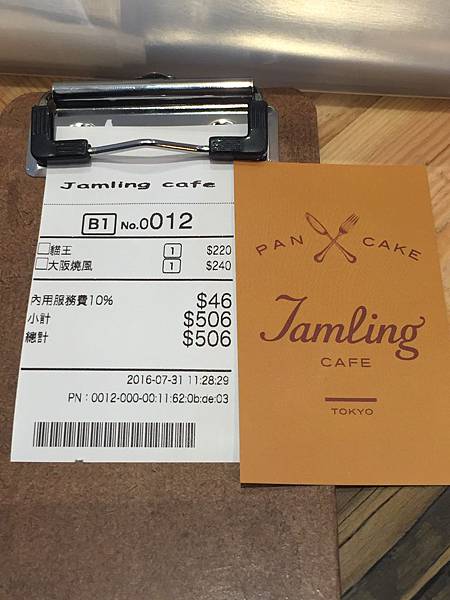 Jamling cafe
B1 No.0012
貓王 1 $220
大阪燒風 1 $240
內用服務費10% $46
小計 $506
總計 $506
2016-07-31 11:28:29
PN：0012-000-00:11:62:0b:ae:03
PAN CAKE
Jamling
CAFE
TOKYO